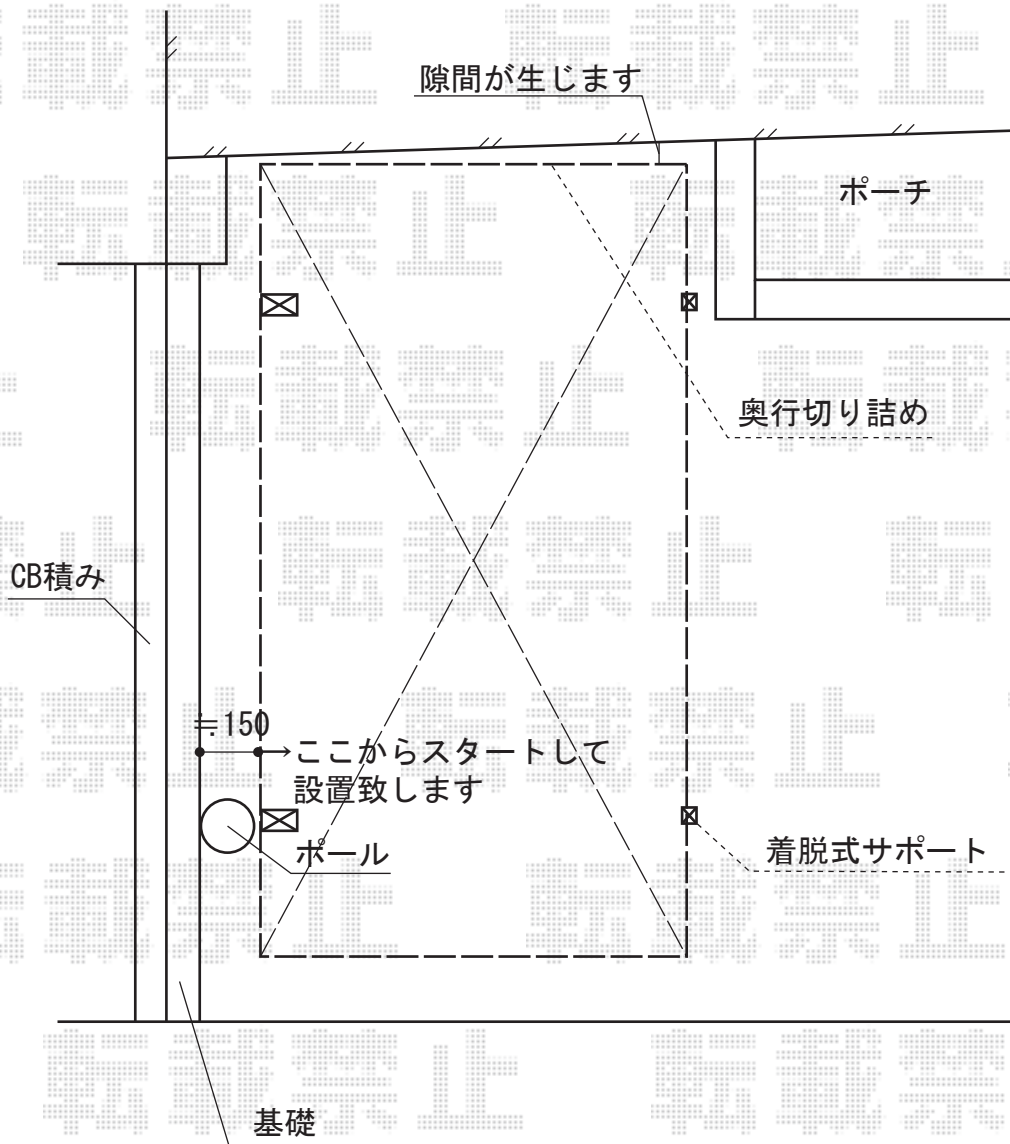 隙間が生じます
ポーチ
奥行切り詰め
CB積み
≒150
ここからスタートして
設置致します
ポール
着脱式サポート
基礎
転載禁止